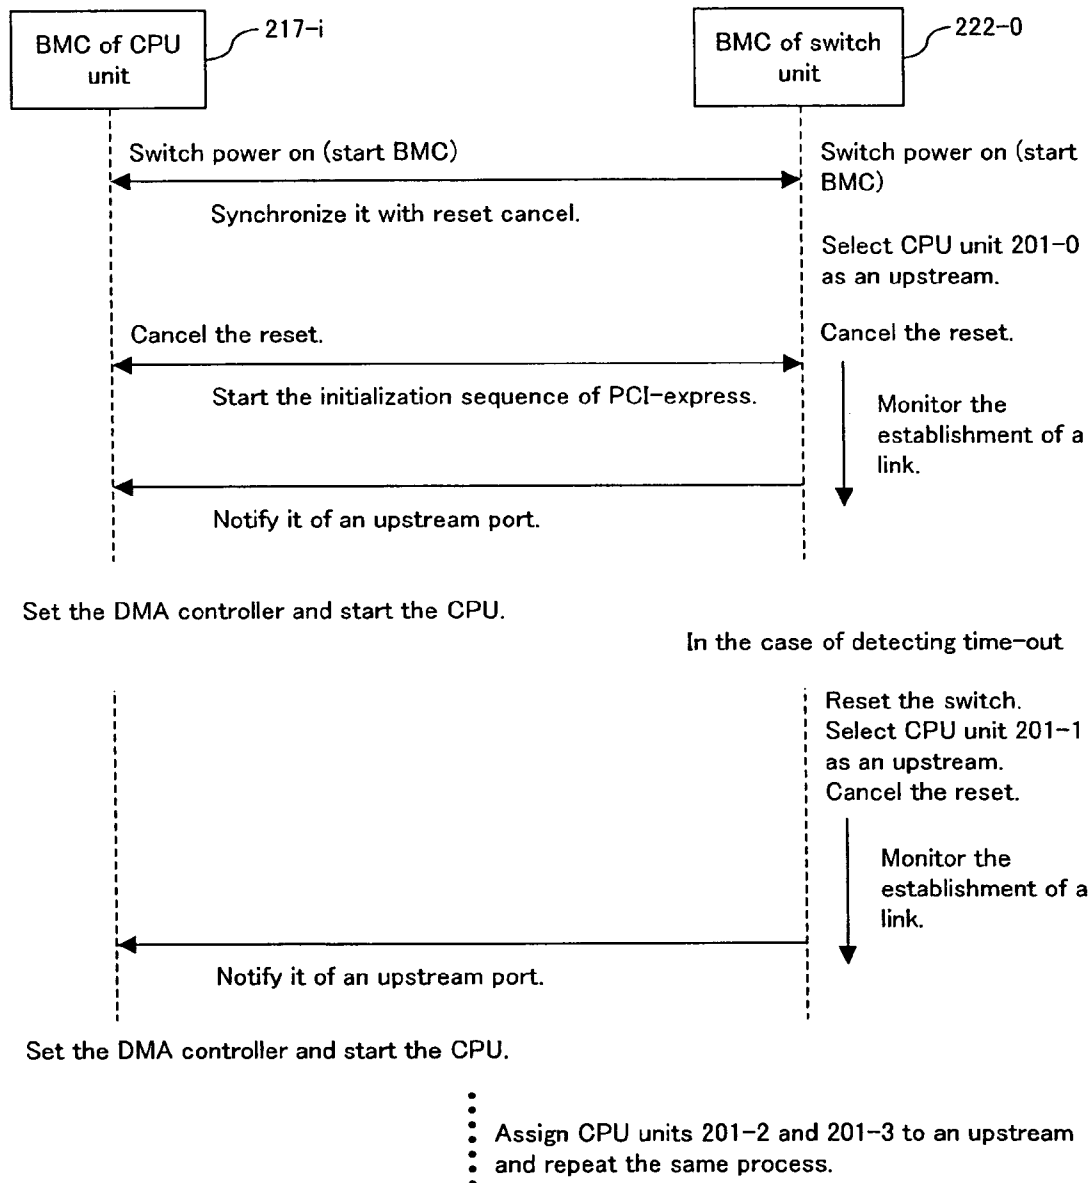 BMC of CPU
unit
217-i
BMC of switch
unit
222-0
Switch power on (start BMC)
Switch power on (start
BMC)
Synchronize it with reset cancel.
Select CPU unit 201-0
as an upstream.
Cancel the reset.
Cancel the reset.
Start the initialization sequence of PCI-express.
Monitor the
establishment of a
link.
Notify it of an upstream port.
Set the DMA controller and start the CPU.
In the case of detecting time-out
Reset the switch.
Select CPU unit 201-1
as an upstream.
Cancel the reset.
Monitor the
establishment of a
link.
Notify it of an upstream port.
Set the DMA controller and start the CPU.
Assign CPU units 201-2 and 201-3 to an upstream
and repeat the same process.